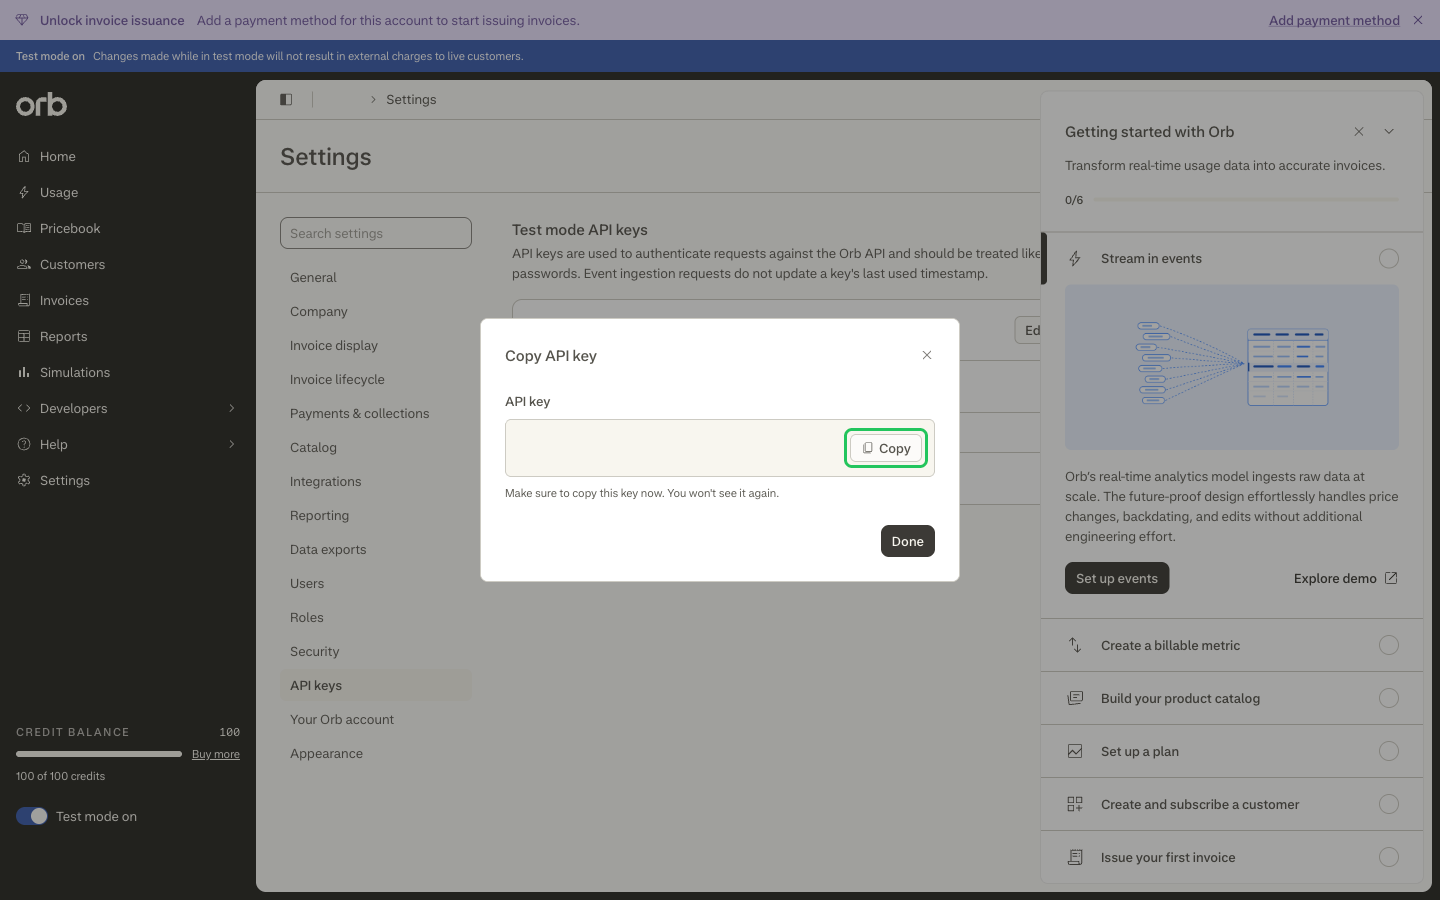 Unlock invoice issuance Add a payment method for this account to start issuing invoices. Add payment method
Test mode on Changes made while in test mode will not result in external charges to live customers.
orb
Home
Usage
Pricebook
Customers
Invoices
Reports
Simulations
Developers
Help
Settings
CREDIT BALANCE 100
Buy more
100 of 100 credits
Test mode on
Settings
Settings
Search settings
General
Company
Invoice display
Invoice lifecycle
Payments & collections
Catalog
Integrations
Reporting
Data exports
Users
Roles
Security
API keys
Your Orb account
Appearance
Test mode API keys
API keys are used to authenticate requests against the Orb API and should be treated like
passwords. Event ingestion requests do not update a key's last used timestamp.
Ed
Copy API key
API key
Copy
Make sure to copy this key now. You won't see it again.
Done
Getting started with Orb
Transform real-time usage data into accurate invoices.
0/6
Stream in events
Orb's real-time analytics model ingests raw data at
scale. The future-proof design effortlessly handles price
changes, backdating, and edits without additional
engineering effort.
Set up events Explore demo
Create a billable metric
Build your product catalog
Set up a plan
Create and subscribe a customer
Issue your first invoice